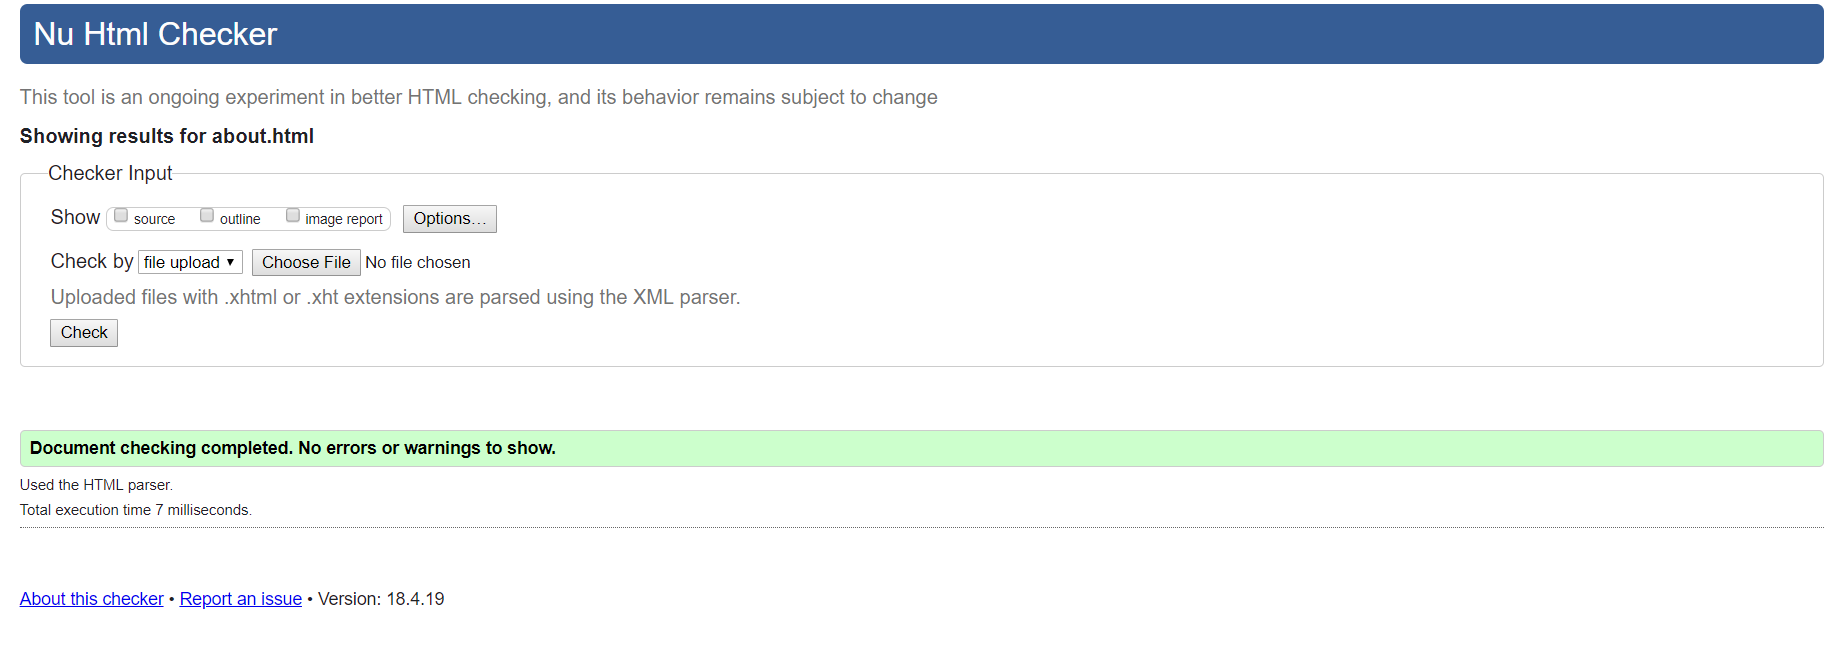 Nu Html Checker
This tool is an ongoing experiment in better HTML checking, and its behavior remains subject to change
Showing results for about.html
Checker Input
Show source outline image report Options…
Check by file upload ▼ Choose File No file chosen
Uploaded files with .xhtml or .xht extensions are parsed using the XML parser.
Check
Document checking completed. No errors or warnings to show.
Used the HTML parser.
Total execution time 7 milliseconds.
About this checker • Report an issue • Version: 18.4.19